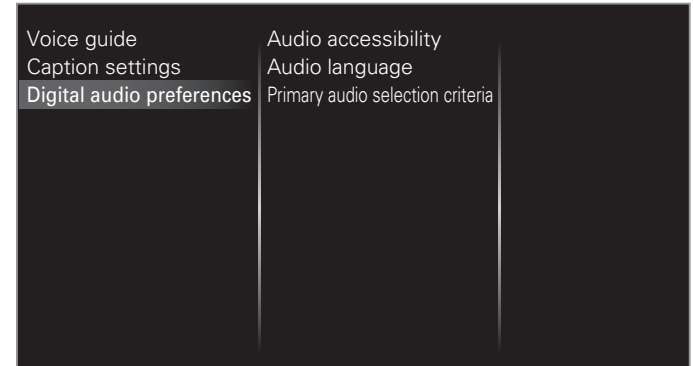 Voice guide
Caption settings
Digital audio preferences
Audio accessibility
Audio language
Primary audio selection criteria